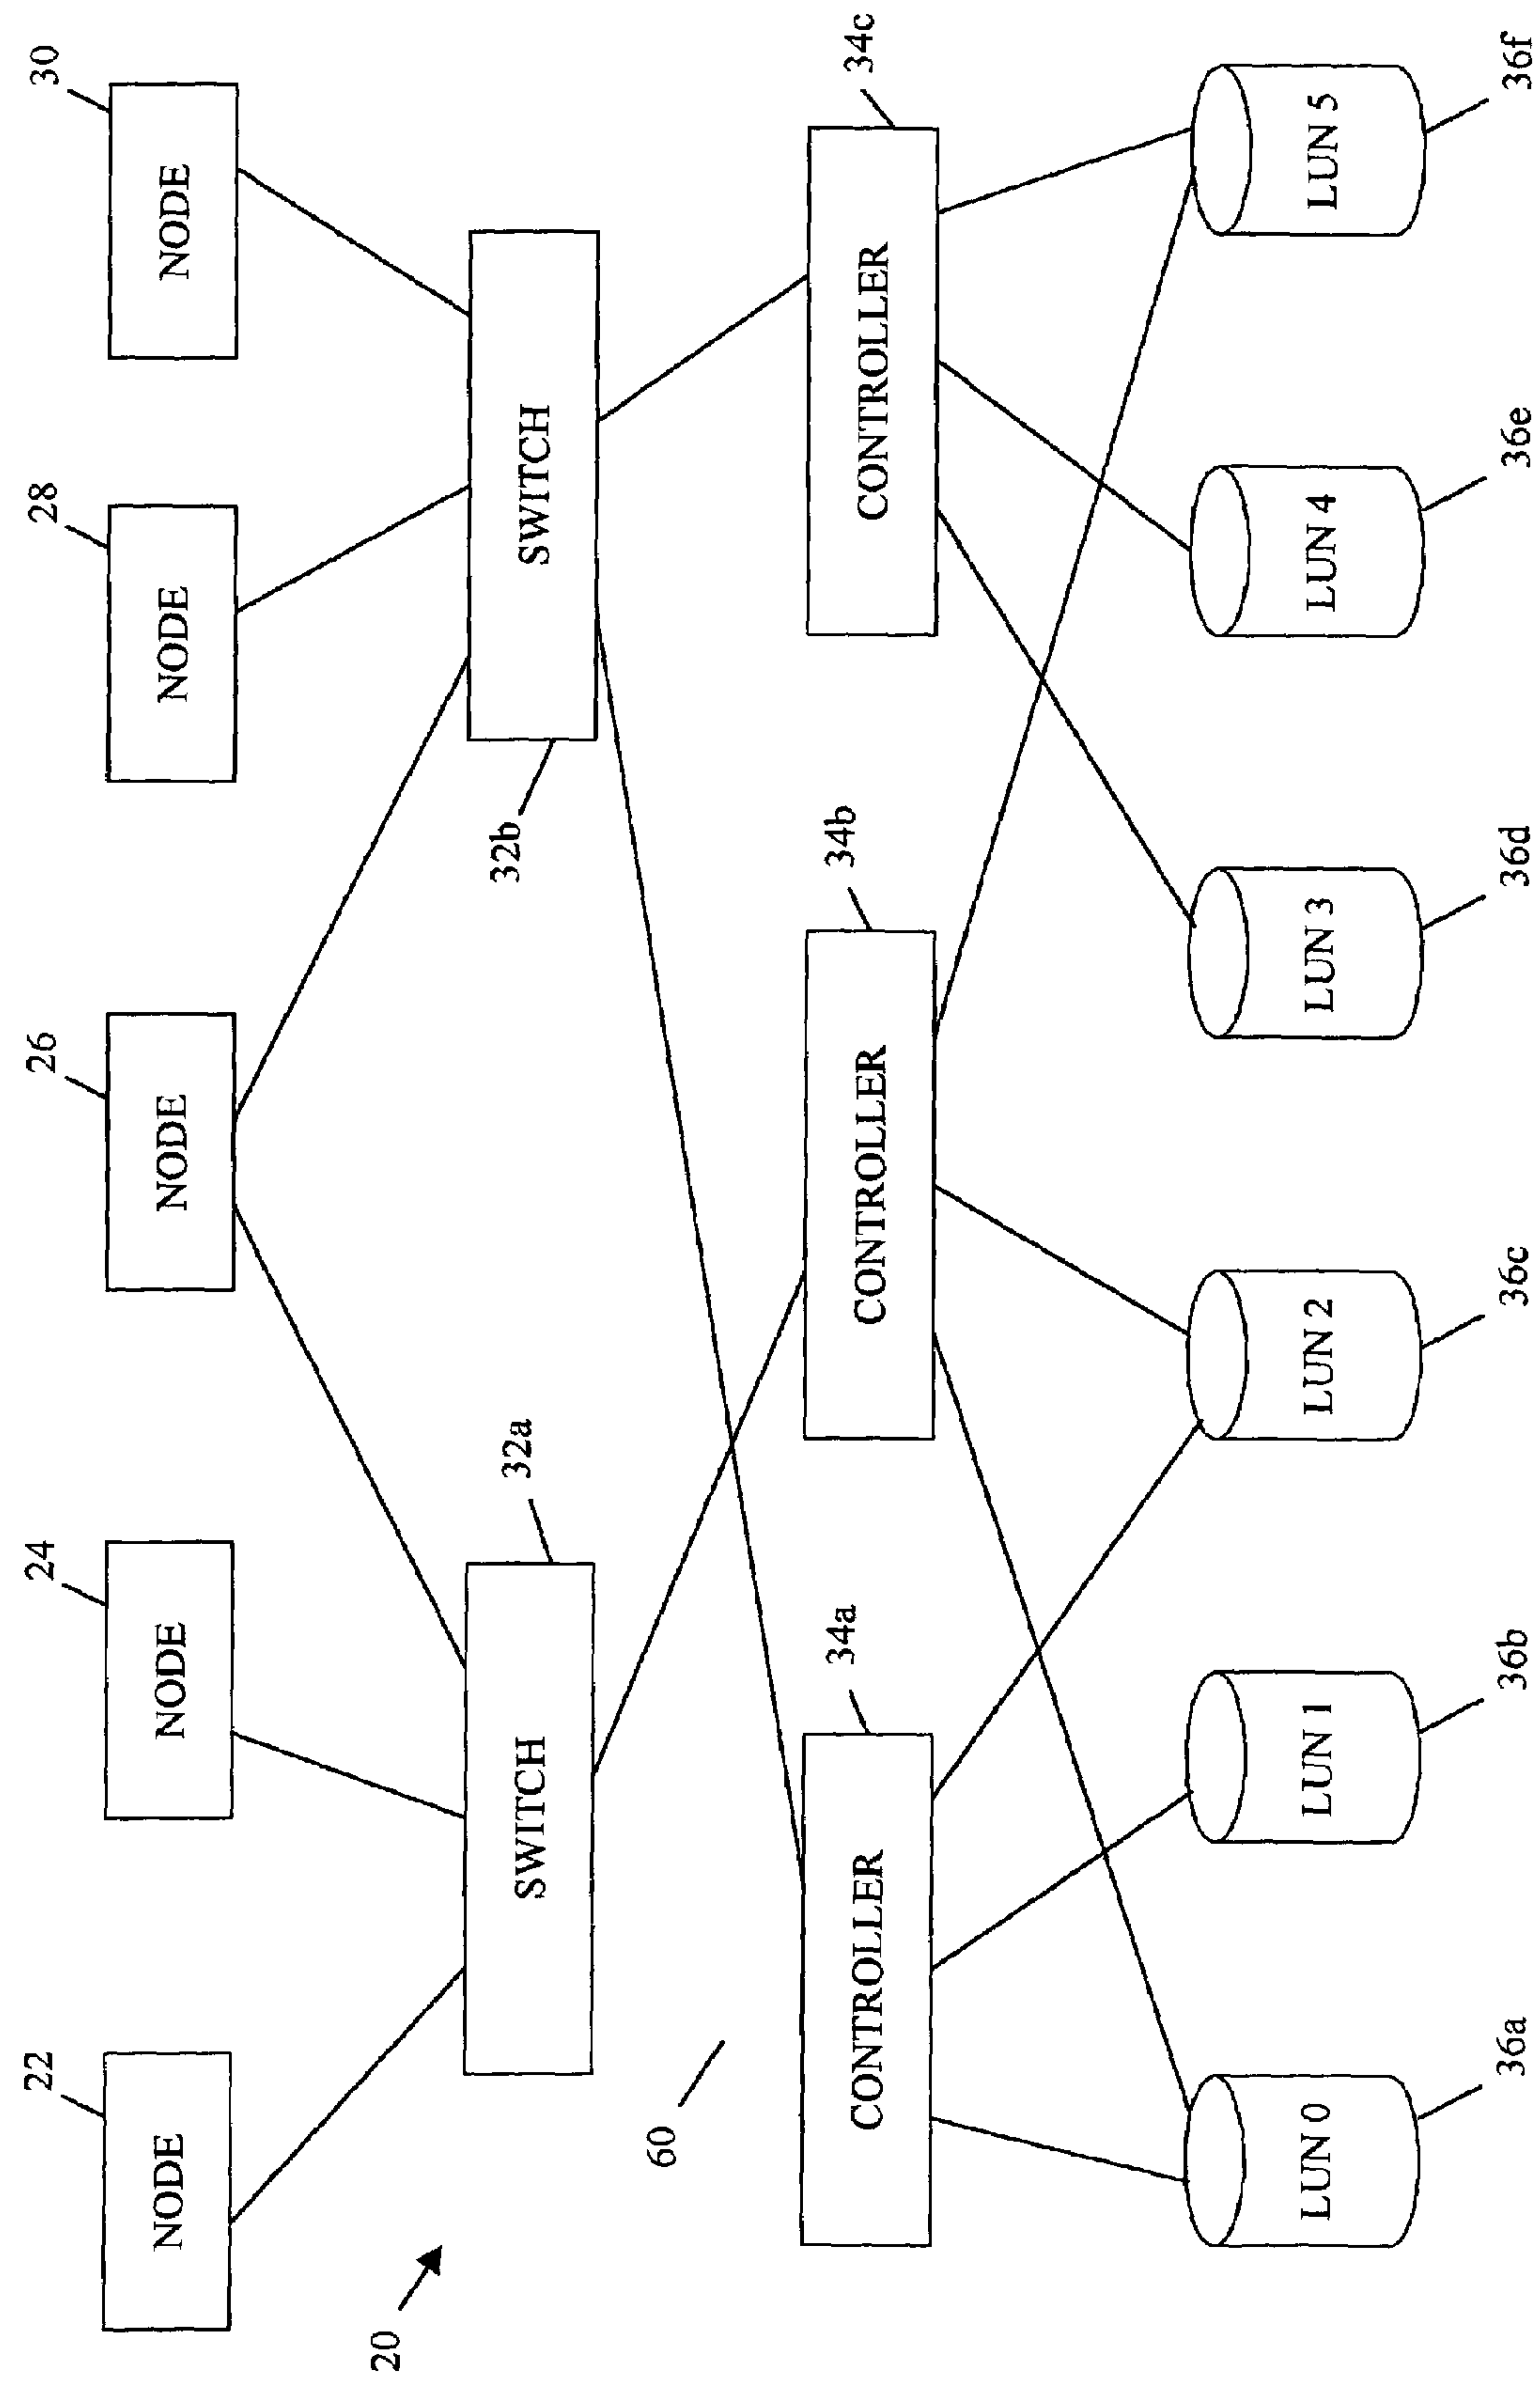 22
24
26
28
30
NODE
NODE
NODE
NODE
NODE
20
32a
32b
SWITCH
SWITCH
60
34a
34b
34c
CONTROLLER
CONTROLLER
CONTROLLER
LUN 0
LUN 1
LUN 2
LUN 3
LUN 4
LUN 5
36a
36b
36c
36d
36e
36f